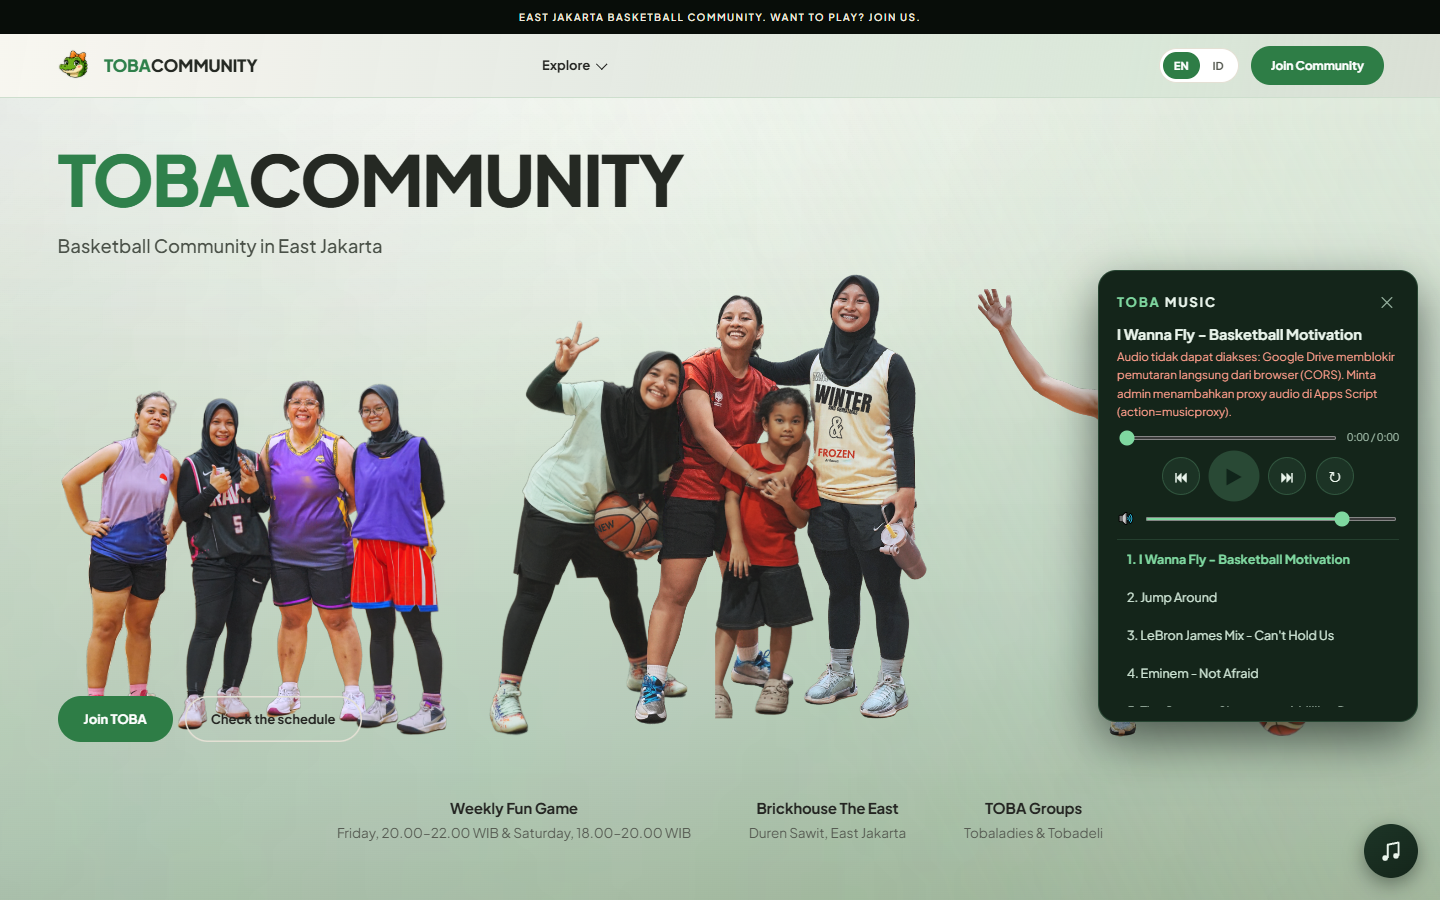 EAST JAKARTA BASKETBALL COMMUNITY. WANT TO PLAY? JOIN US.
TOBACOMMUNITY
Explore
EN
ID
Join Community
TOBACOMMUNITY
Basketball Community in East Jakarta
TOBA MUSIC
I Wanna Fly - Basketball Motivation
Audio tidak dapat diakses: Google Drive memblokir
pemutaran langsung dari browser (CORS). Minta
admin menambahkan proxy audio di Apps Script
(action=musicproxy).
0:00 / 0:00
1. I Wanna Fly - Basketball Motivation
2. Jump Around
3. LeBron James Mix - Can't Hold Us
4. Eminem - Not Afraid
WINTER
&
FROZEN
5
NEW
Join TOBA
Check the schedule
Weekly Fun Game
Friday, 20.00–22.00 WIB & Saturday, 18.00–20.00 WIB
Brickhouse The East
Duren Sawit, East Jakarta
TOBA Groups
Tobaladies & Tobadeli